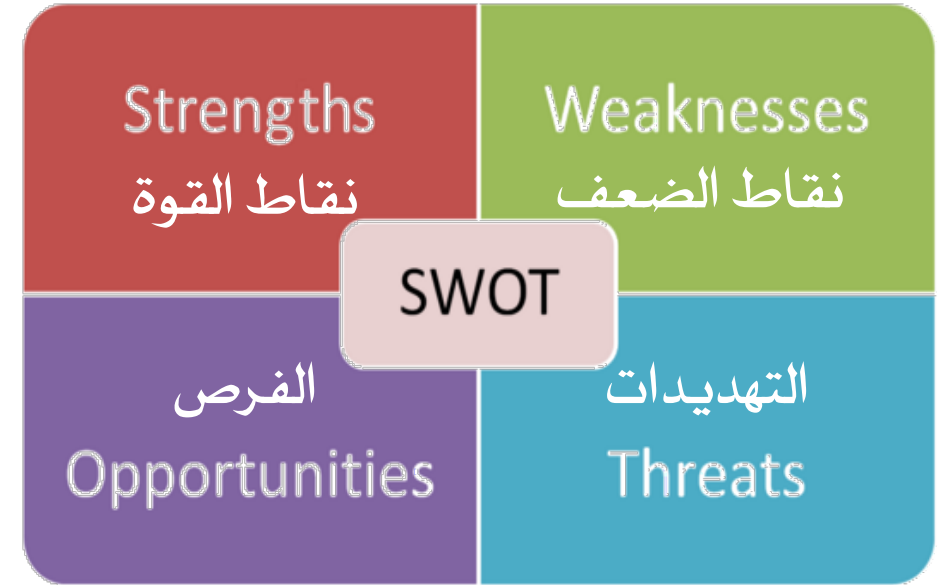 Strengths
نقاط القوة
Weaknesses
نقاط الضعف
SWOT
الفرص
Opportunities
التهديدات
Threats